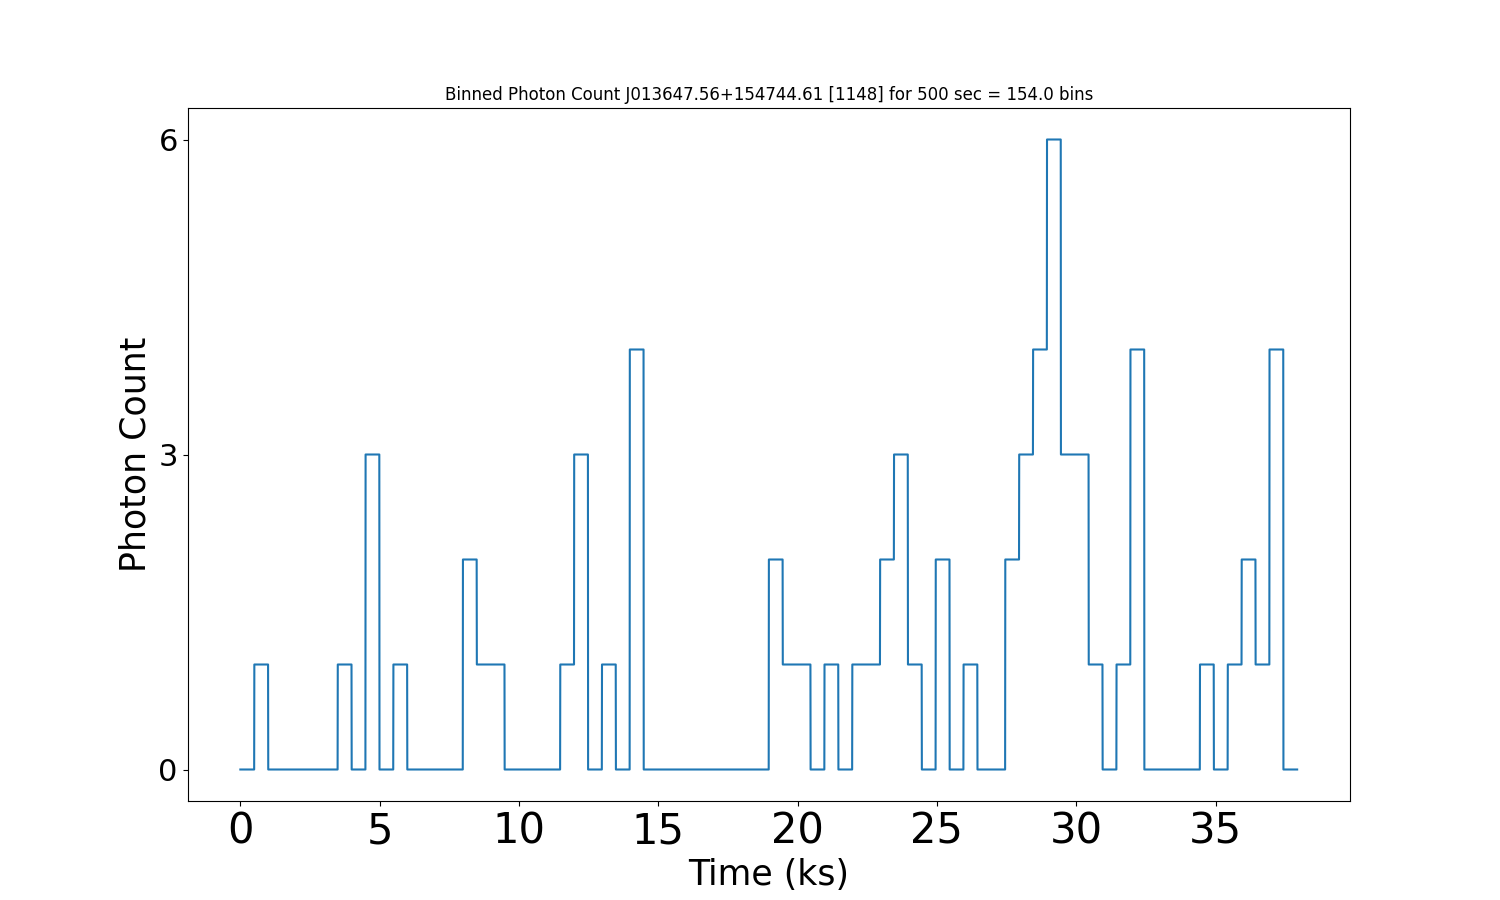 Binned Photon Count J013647.56+154744.61 [1148] for 500 sec = 154.0 bins
6
3
0
Photon Count
0 5 10 15 20 25 30 35
Time (ks)